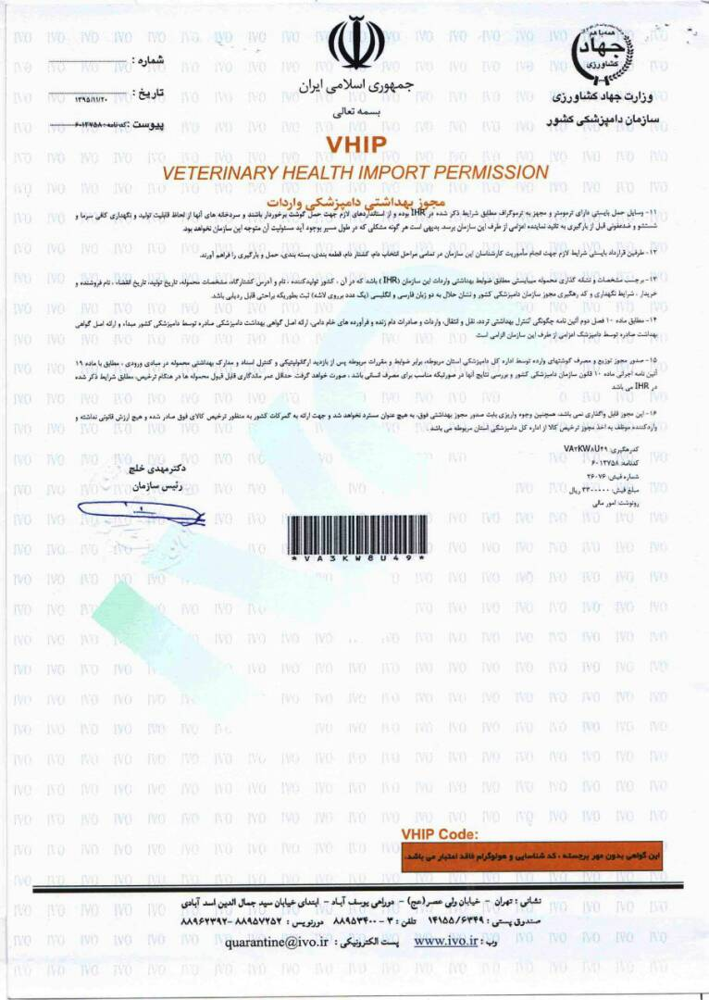 همه با هم
جهاد
کشاورزی
وزارت جهاد کشاورزی
سازمان دامپزشکی کشور
جمهوری اسلامی ایران
بسمه تعالی
شماره :
تاریخ : ۱۳۹۵/۱۱/۲۰
پیوست : کدنامه: ۶۰۱۲۷۵۸
VHIP
VETERINARY HEALTH IMPORT PERMISSION
مجوز بهداشتی دامپزشکی واردات
۱۱- وسایل حمل بایستی دارای ترمومتر و مجهز به ترموگراف مطابق شرایط ذکر شده در IHR بوده و از استانداردهای لازم جهت حمل گوشت برخوردار باشند و سردخانه های آنها از لحاظ قابلیت تولید و نگهداری کافی سرما و
شستشو و ضدعفونی قبل از بارگیری به تائید نماینده اعزامی از طرف این سازمان برسد. بدیهی است هر گونه مشکلی که در طول مسیر بوجود آید مسئولیت آن متوجه این سازمان نخواهد بود.
۱۲- طرفین قرارداد بایستی شرایط لازم جهت انجام مأموریت کارشناسان این سازمان در تمامی مراحل انتخاب دام، کشتار دام، قطعه بندی، بسته بندی، حمل و بارگیری را فراهم آورند.
۱۳- برچسب مشخصات و نشانه گذاری محموله میبایستی مطابق ضوابط بهداشتی واردات این سازمان (IHR) باشد که در آن ، کشور تولیدکننده ، نام و آدرس کشتارگاه، مشخصات محموله، تاریخ تولید، تاریخ انقضاء ، نام فروشنده و
خریدار ، شرایط نگهداری و کد رهگیری مجوز سازمان دامپزشکی کشور و نشان حلال به دو زبان فارسی و انگلیسی (یک عدد برروی لاشه) ثبت بطوریکه براحتی قابل ردیابی باشد.
۱۴- مطابق ماده ۱۰ فصل دوم آئین نامه چگونگی کنترل بهداشتی تردد، نقل و انتقال، واردات و صادرات دام زنده و فرآورده های خام دامی، ارائه اصل گواهی بهداشت دامپزشکی صادره توسط دامپزشکی کشور مبداء و ارائه اصل گواهی
بهداشت صادره توسط دامپزشک اعزامی از طرف این سازمان الزامی است.
۱۵- صدور مجوز توزیع و مصرف گوشتهای وارده توسط اداره کل دامپزشکی استان مربوطه، برابر ضوابط و مقررات مربوطه پس از بازدید ارگانولپتیکی و کنترل اسناد و مدارک بهداشتی محموله در مبادی ورودی ، مطابق با ماده ۱۹
آئین نامه اجرائی ماده ۱۰ قانون سازمان دامپزشکی کشور و بررسی نتایج آنها در صورتیکه مناسب برای مصرف انسانی باشد ، صورت خواهد گرفت. حداقل عمر ماندگاری قابل قبول محموله ها در هنگام ترخیص، مطابق شرایط ذکر شده
در IHR می باشد
۱۶- این مجوز قابل واگذاری نمی باشد، همچنین وجوه واریزی بابت صدور مجوز بهداشتی فوق، به هیچ عنوان مسترد نخواهد شد و جهت ارائه به گمرکات کشور به منظور ترخیص کالای فوق صادر شده و هیچ ارزش قانونی نداشته و
واردکننده موظف به اخذ مجوز ترخیص کالا از اداره کل دامپزشکی استان مربوطه می باشد .
کدرهگیری: VA۳KW۸U۴۹
کدنامه: ۶۰۱۲۷۵۸
شماره فیش: ۲۶۰۷۶
مبلغ فیش: ۳۳۰۰۰۰۰ ریال
رونوشت امور مالی
دکتر مهدی خلج
رئیس سازمان
*VA3KW8U49*
VHIP Code:
این گواهی بدون مهر برجسته ، کد شناسایی و هولوگرام فاقد اعتبار می باشد.
نشانی : تهران - خیابان ولی عصر(عج) - دوراهی یوسف آباد - ابتدای خیابان سید جمال الدین اسد آبادی
صندوق پستی : ۱۴۱۵۵/۶۳۴۹ تلفن : ۳ - ۸۸۹۵۳۴۰۰ دورنویس : ۸۸۹۵۷۲۵۲ - ۸۸۹۶۲۳۹۲
وب : www.ivo.ir پست الکترونیکی : quarantine@ivo.ir